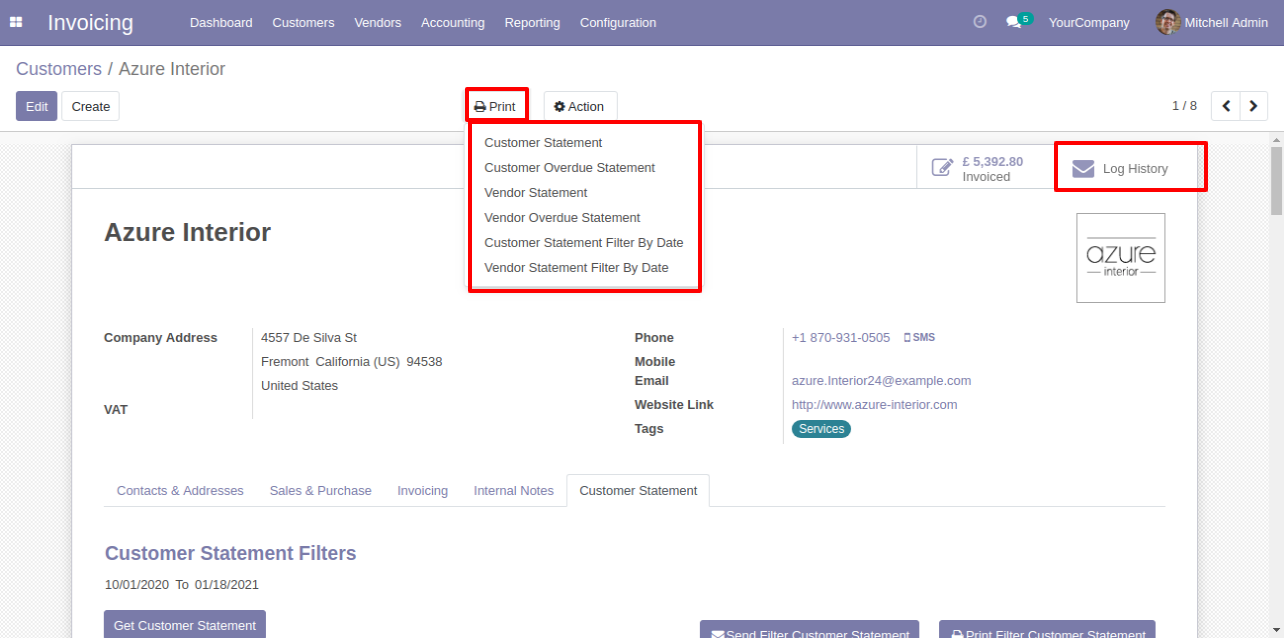 Invoicing Dashboard Customers Vendors Accounting Reporting Configuration 5 YourCompany Mitchell Admin
Customers / Azure Interior
Edit Create Print Action 1 / 8
Customer Statement
Customer Overdue Statement
Vendor Statement
Vendor Overdue Statement
Customer Statement Filter By Date
Vendor Statement Filter By Date
£ 5,392.80
Invoiced
Log History
Azure Interior
azure
interior
Company Address 4557 De Silva St
Fremont California (US) 94538
United States
VAT
Phone +1 870-931-0505 SMS
Mobile
Email azure.Interior24@example.com
Website Link http://www.azure-interior.com
Tags Services
Contacts & Addresses Sales & Purchase Invoicing Internal Notes Customer Statement
Customer Statement Filters
10/01/2020 To 01/18/2021
Get Customer Statement
Send Filter Customer Statement Print Filter Customer Statement